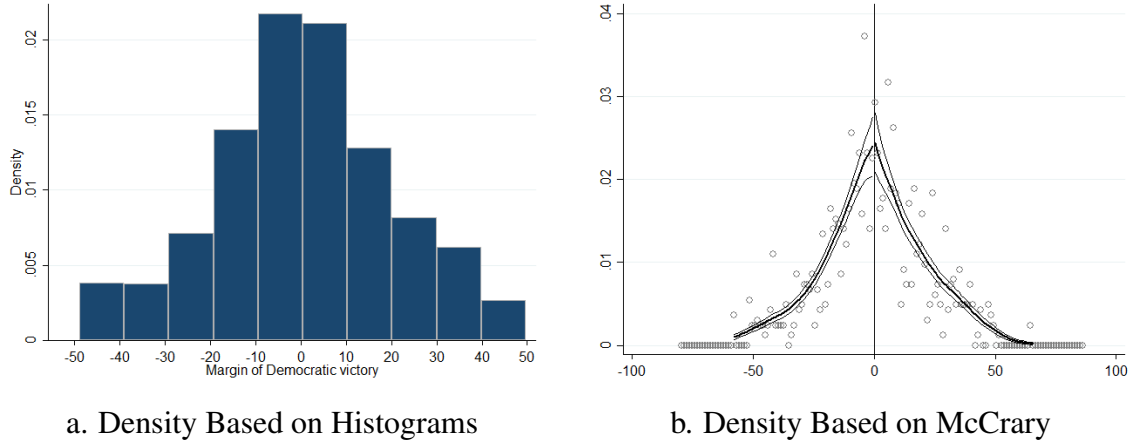 .02
.015
Density
.01
.005
0
-50 -40 -30 -20 -10 0 10 20 30 40 50
Margin of Democratic victory
a. Density Based on Histograms
.04
.03
.02
.01
0
-100 -50 0 50 100
b. Density Based on McCrary